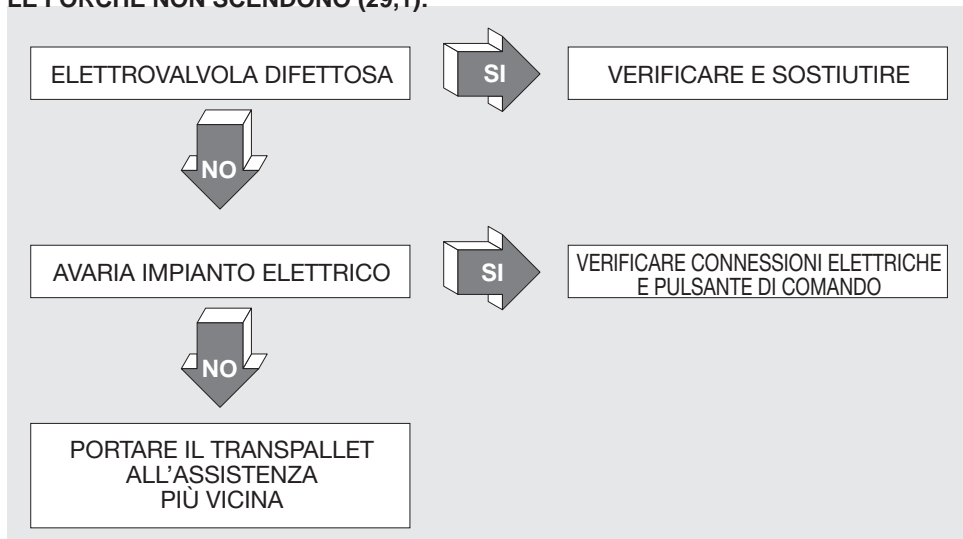 LE FORCHE NON SCENDONO (29,1):
ELETTROVALVOLA DIFETTOSA
SI
VERIFICARE E SOSTIUTIRE
NO
AVARIA IMPIANTO ELETTRICO
SI
VERIFICARE CONNESSIONI ELETTRICHE
E PULSANTE DI COMANDO
NO
PORTARE IL TRANSPALLET
ALL'ASSISTENZA
PIÙ VICINA